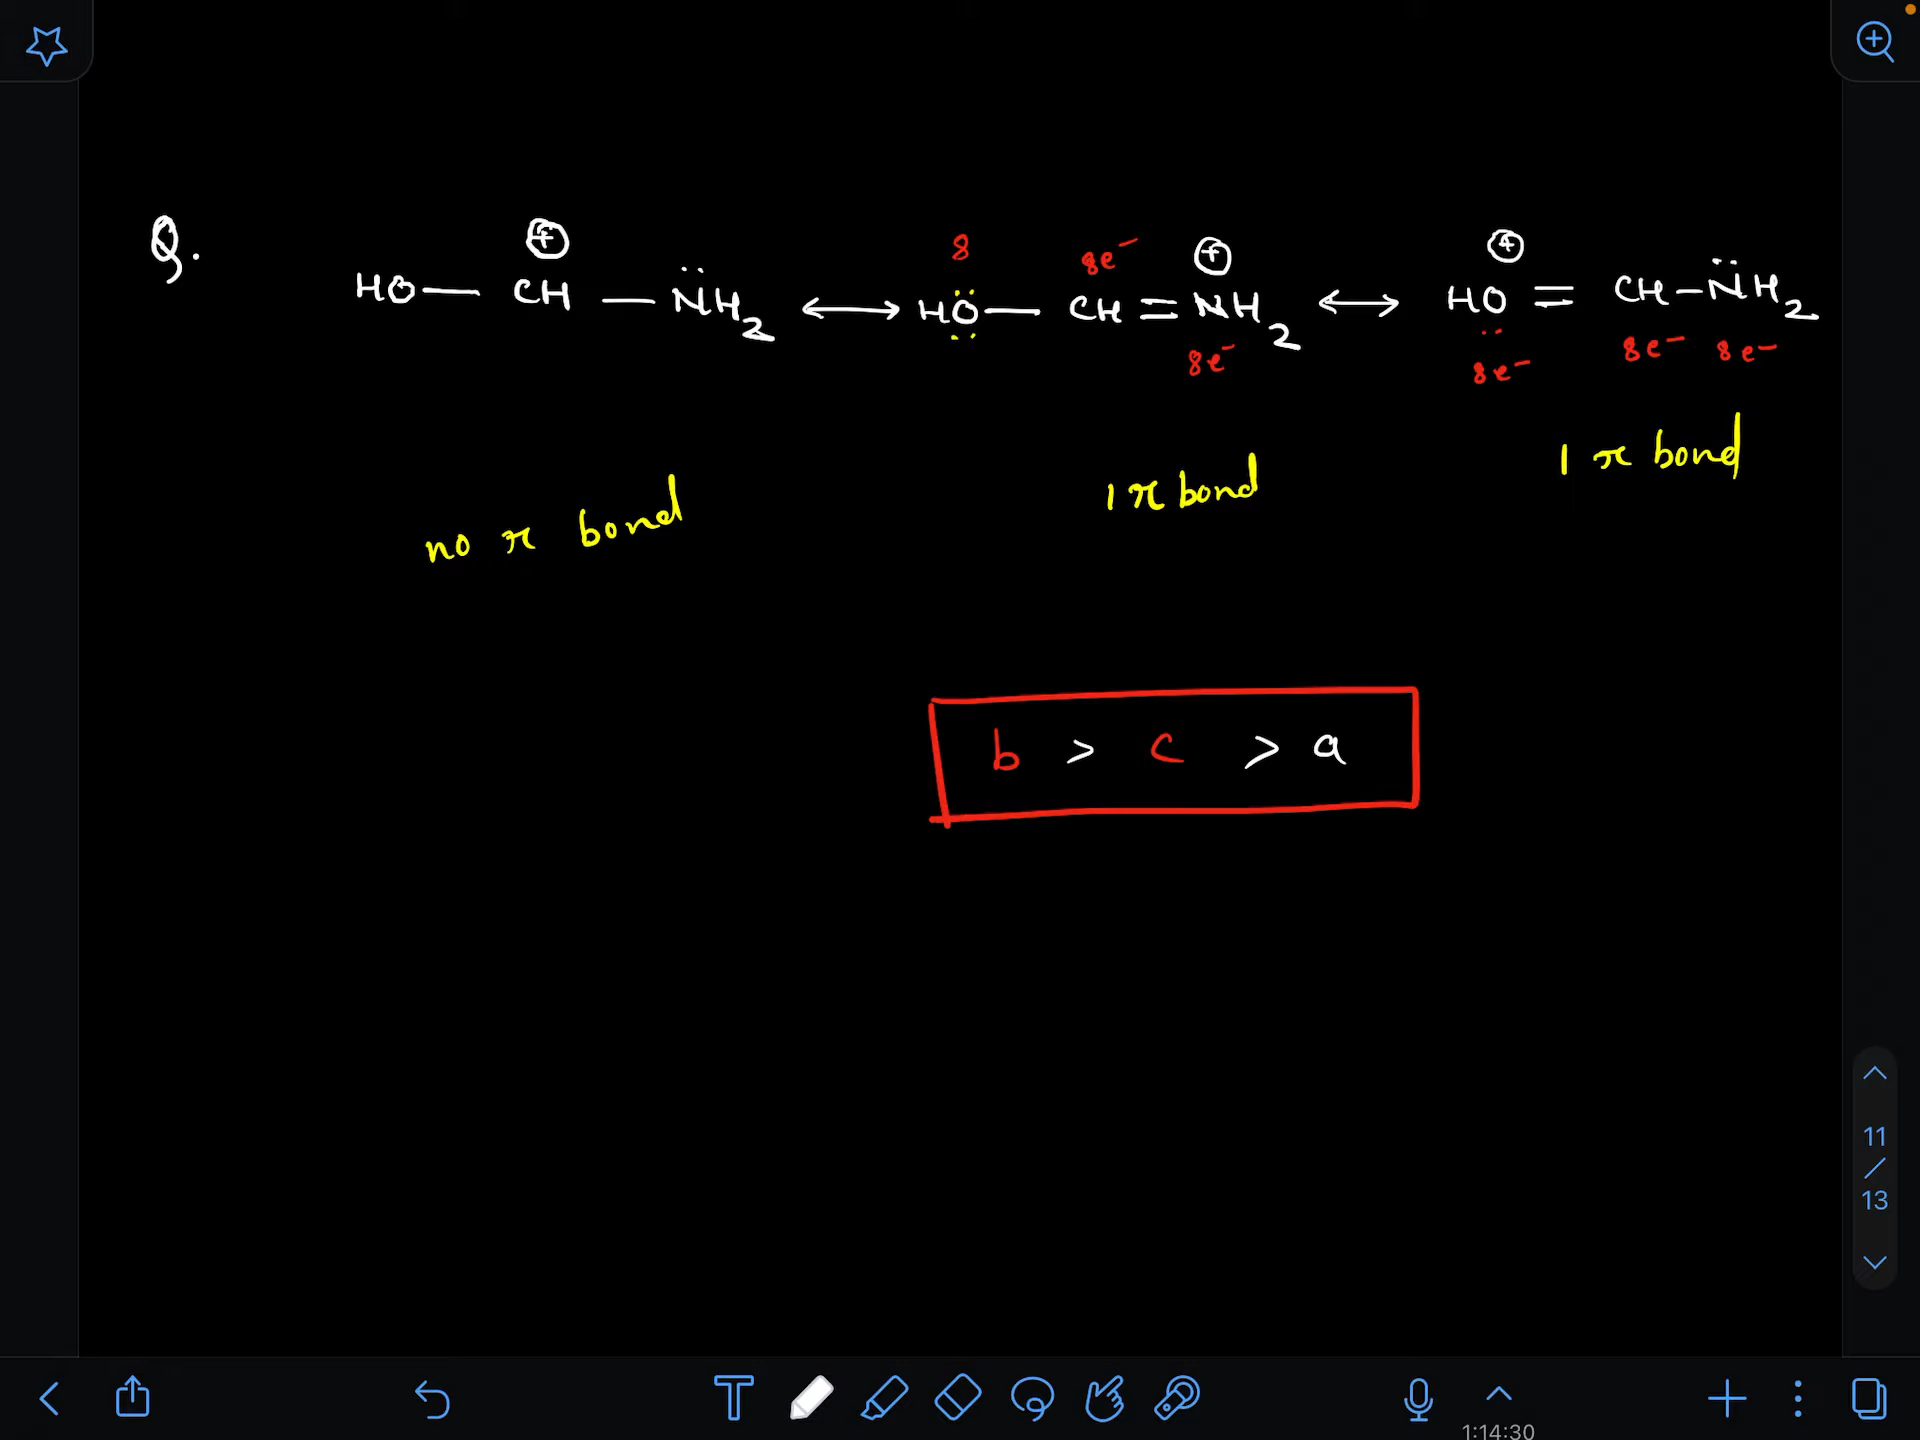 Q.
HO — CH⊕ — N̈H₂ ⟷ HÖ — CH = N⊕H₂ ⟷ HO⊕ = CH – N̈H₂
8 8e⁻ 8e⁻ 8e⁻ 8e⁻ 8e⁻
no π bond 1 π bond 1 π bond
b > c > a
11
/
13
T
1:14:30